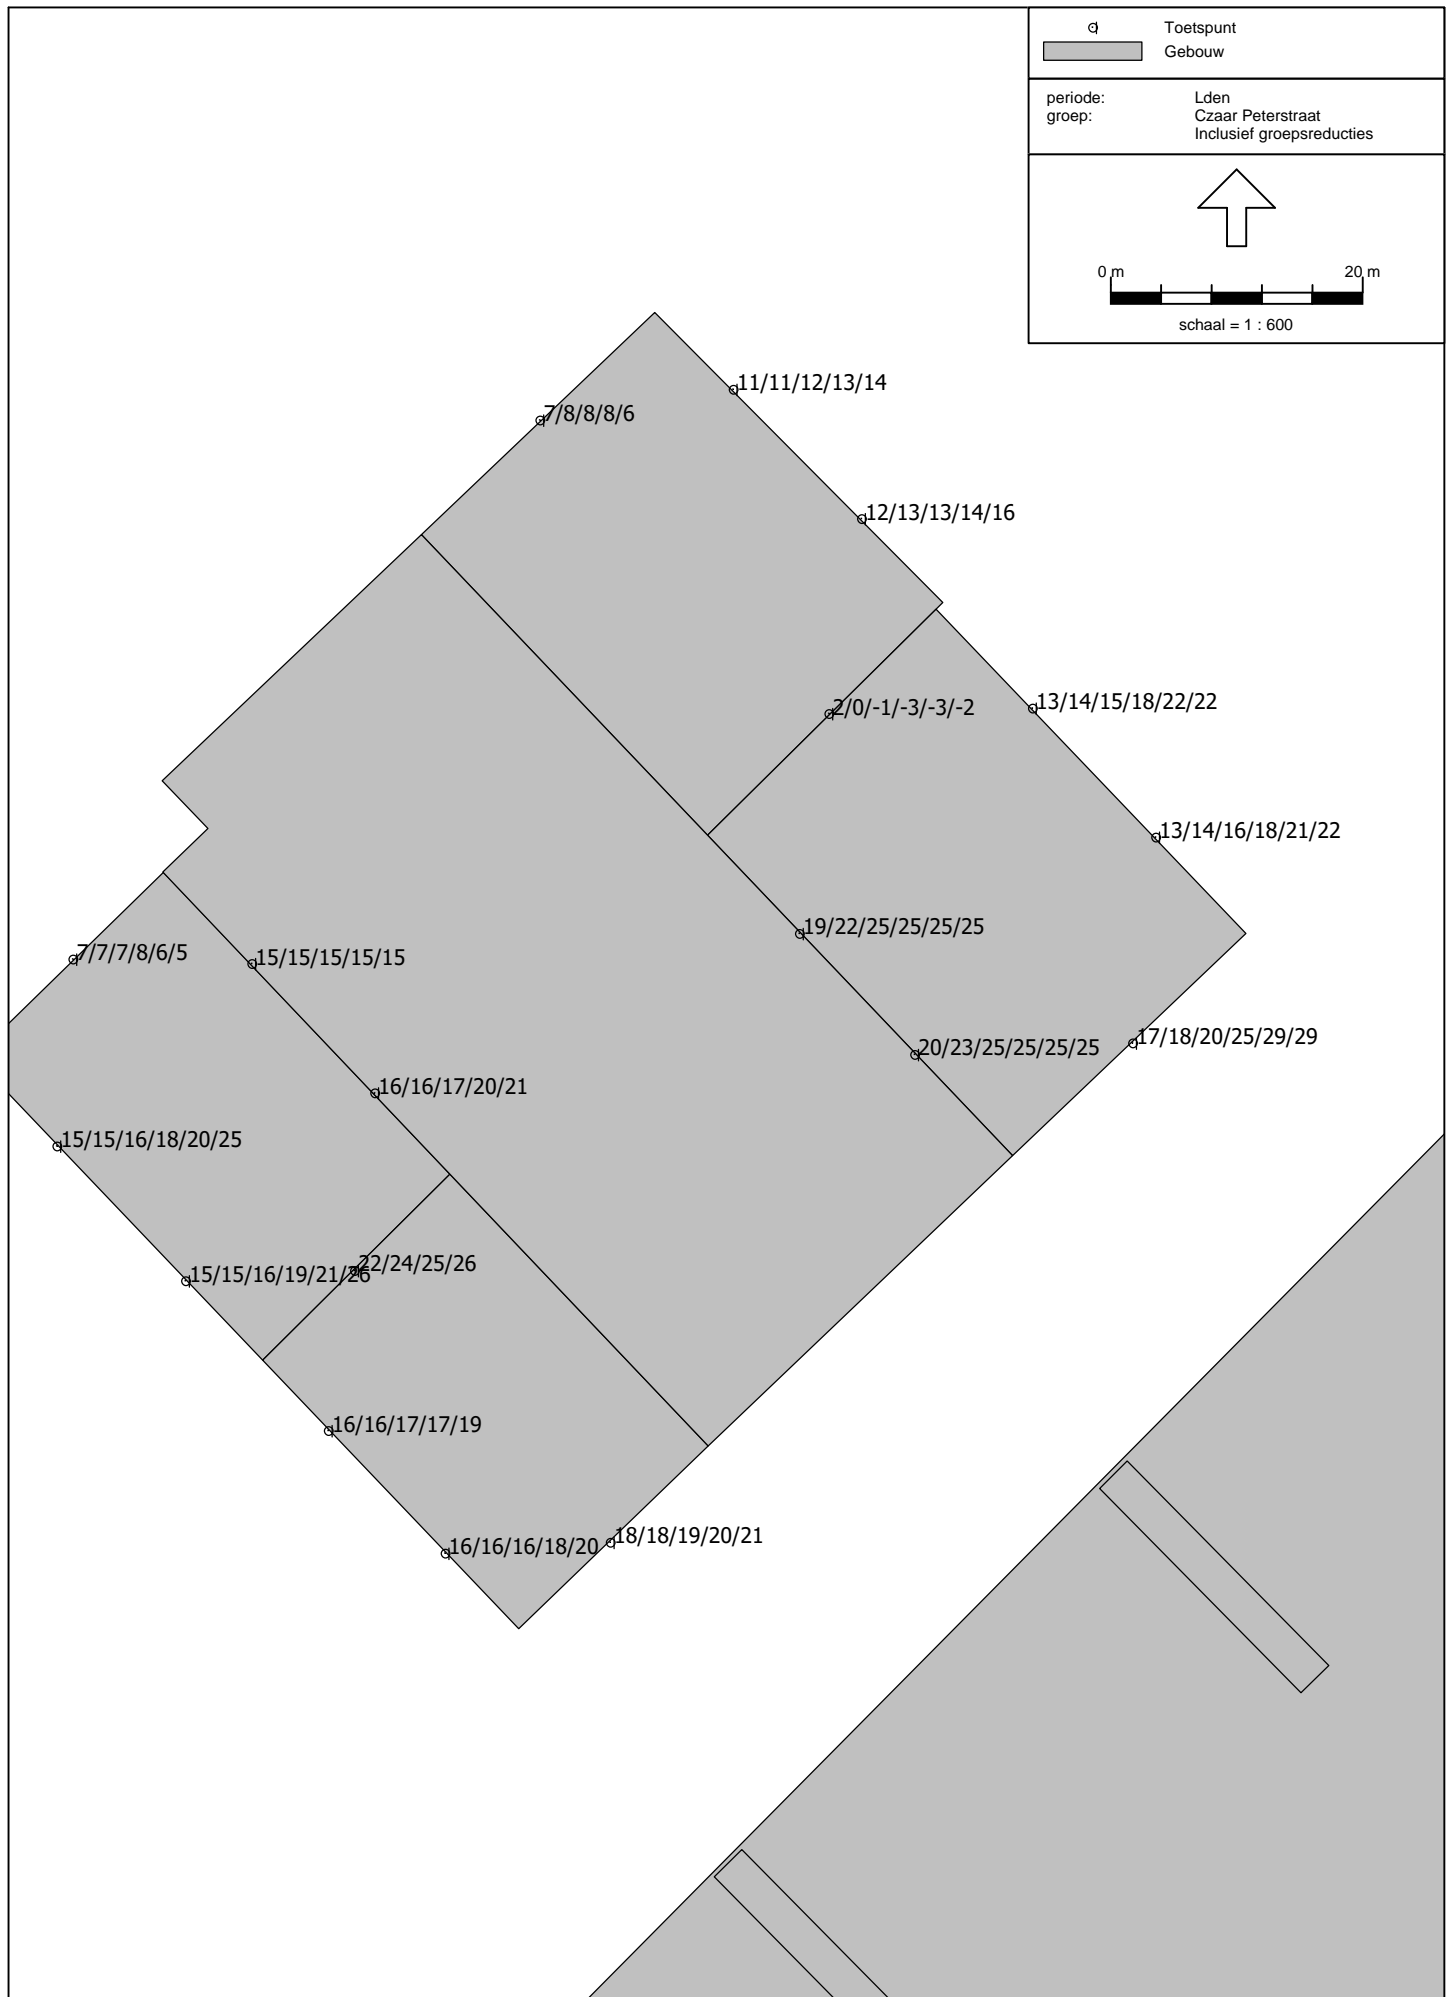 Toetspunt
Gebouw
periode: Lden
groep: Czaar Peterstraat
Inclusief groepsreducties
0 m 20 m
schaal = 1 : 600
11/11/12/13/14
7/8/8/8/6
12/13/13/14/16
2/0/-1/-3/-3/-2
13/14/15/18/22/22
13/14/16/18/21/22
19/22/25/25/25/25
7/7/7/8/6/5
15/15/15/15/15
20/23/25/25/25/25
17/18/20/25/29/29
16/16/17/20/21
15/15/16/18/20/25
22/24/25/26
15/15/16/19/21/26
16/16/17/17/19
16/16/16/18/20
18/18/19/20/21